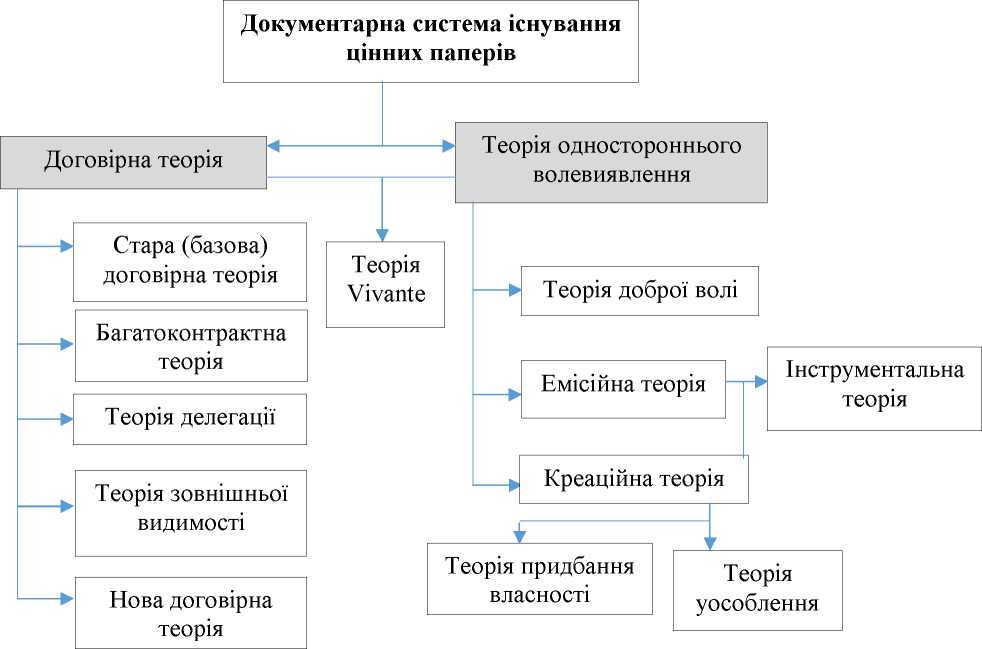 Документарна система існування
цінних паперів
Договірна теорія
Теорія одностороннього
волевиявлення
Стара (базова)
договірна теорія
Багатоконтрактна
теорія
Теорія делегації
Теорія зовнішньої
видимості
Нова договірна
теорія
Теорія
Vivante
Теорія доброї волі
Емісійна теорія
Інструментальна
теорія
Креаційна теорія
Теорія придбання
власності
Теорія
уособлення